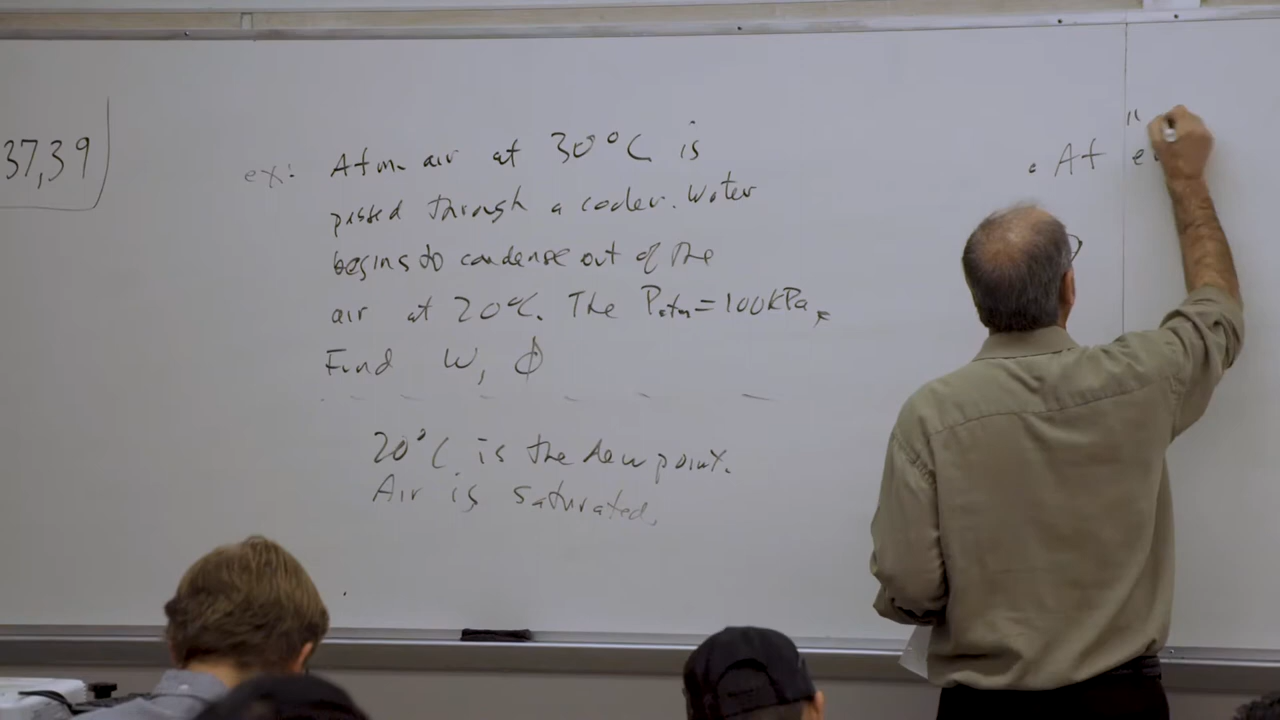 37,39
ex: Atm. air at 30°C is
passed through a cooler. Water
begins to condense out of the
air at 20°C. The Patm = 100kPa.
Find ω, φ
20°C is the dew point.
Air is saturated.
• At